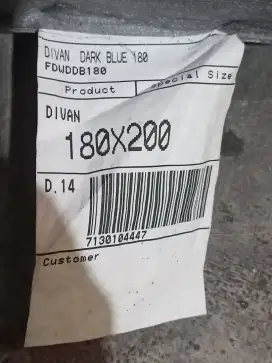 DIVAN DARK BLUE 180
FDWDDB180
Product Special Size
DIVAN
180X200
D.14
7130104447
Customer